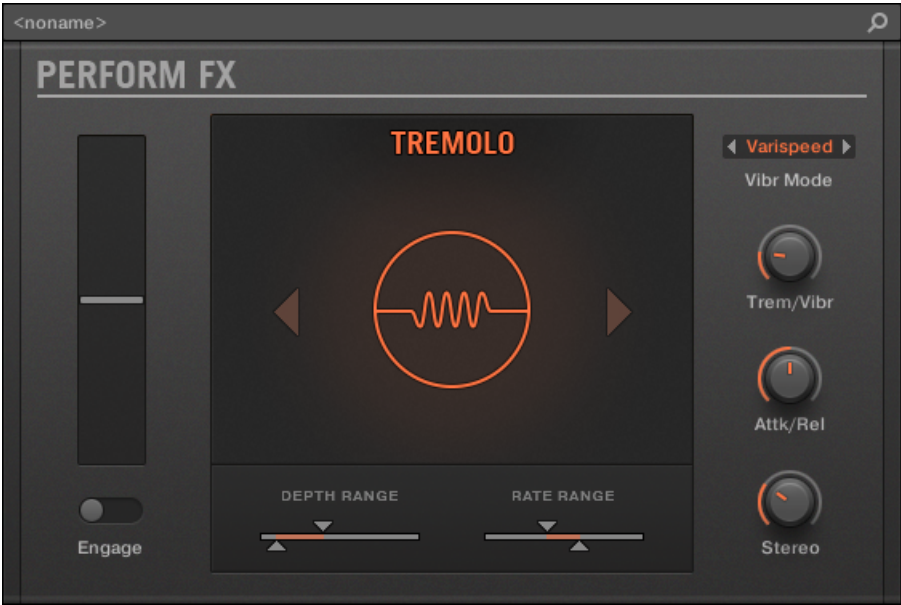 <noname>
PERFORM FX
TREMOLO
Varispeed
Vibr Mode
Trem/Vibr
Attk/Rel
DEPTH RANGE
RATE RANGE
Engage
Stereo